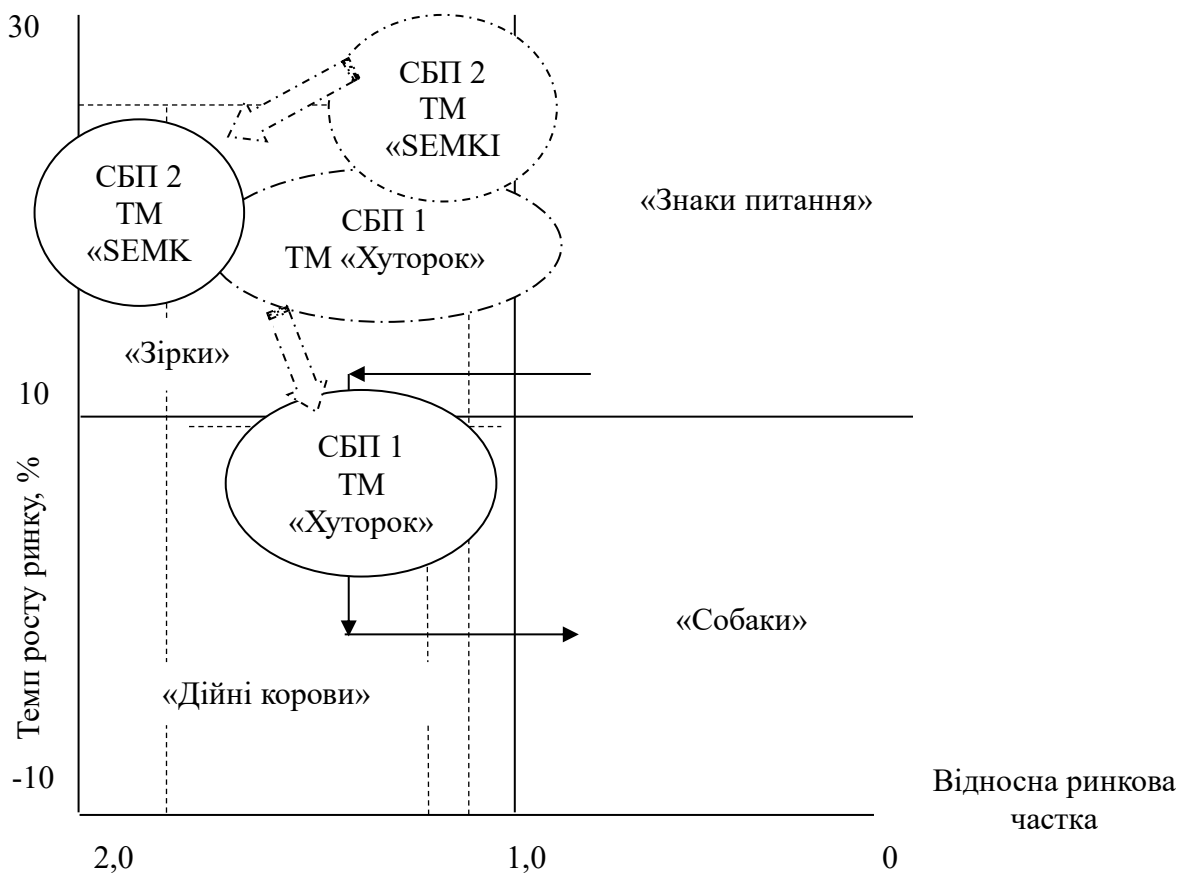 30
СБП 2
ТМ
«SEMKI
СБП 2
ТМ
«SEMK
«Знаки питання»
СБП 1
ТМ «Хуторок»
«Зірки»
10
СБП 1
ТМ
«Хуторок»
Темп росту ринку, %
«Собаки»
«Дійні корови»
-10
Відносна ринкова
частка
2,0
1,0
0